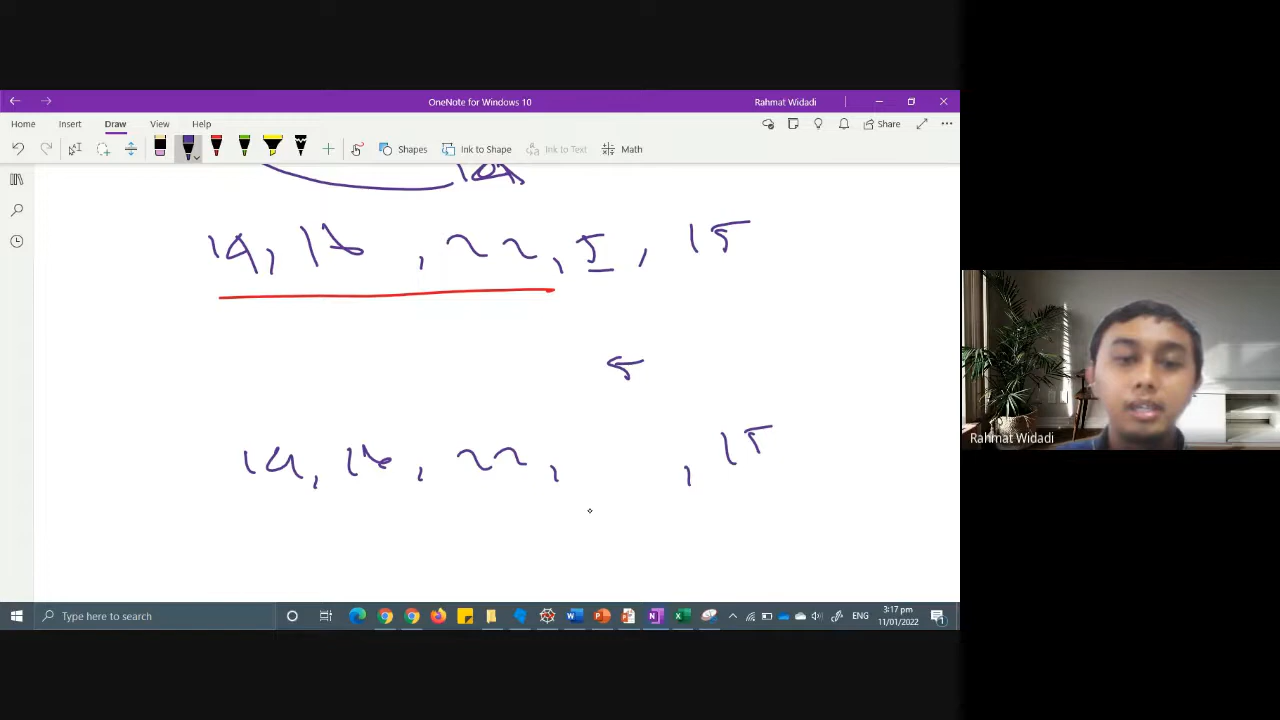 OneNote for Windows 10
Rahmat Widadi
Home Insert Draw View Help
Share
Shapes Ink to Shape Ink to Text Math
14, 16 , 22, 5 , 15
5
14, 16, 22, , 15
Rahmat Widadi
Type here to search
ENG
3:17 pm
11/01/2022